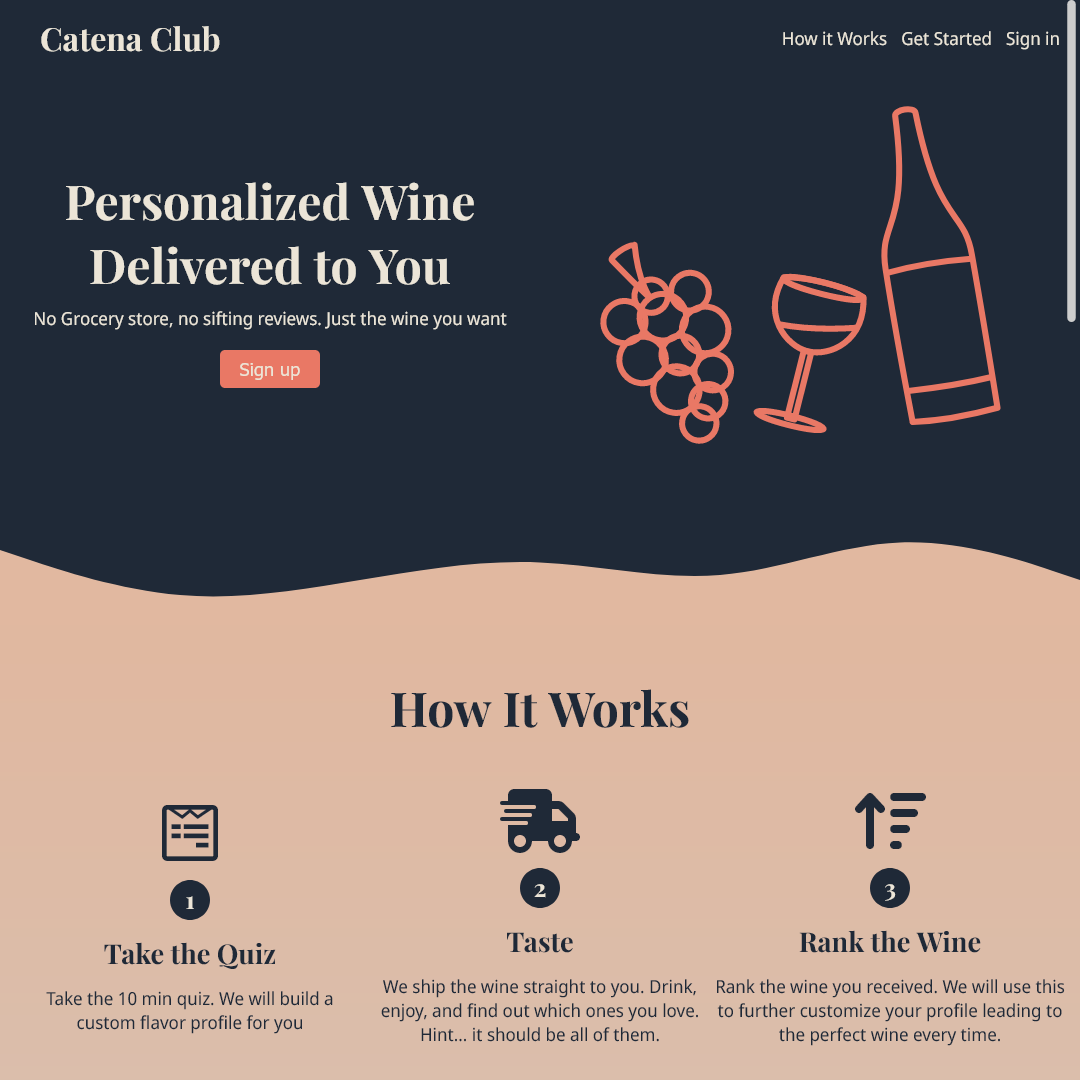 Catena Club
How it Works Get Started Sign in
Personalized Wine
Delivered to You
No Grocery store, no sifting reviews. Just the wine you want
Sign up
How It Works
1
Take the Quiz
Take the 10 min quiz. We will build a
custom flavor profile for you
2
Taste
We ship the wine straight to you. Drink,
enjoy, and find out which ones you love.
Hint... it should be all of them.
3
Rank the Wine
Rank the wine you received. We will use this
to further customize your profile leading to
the perfect wine every time.